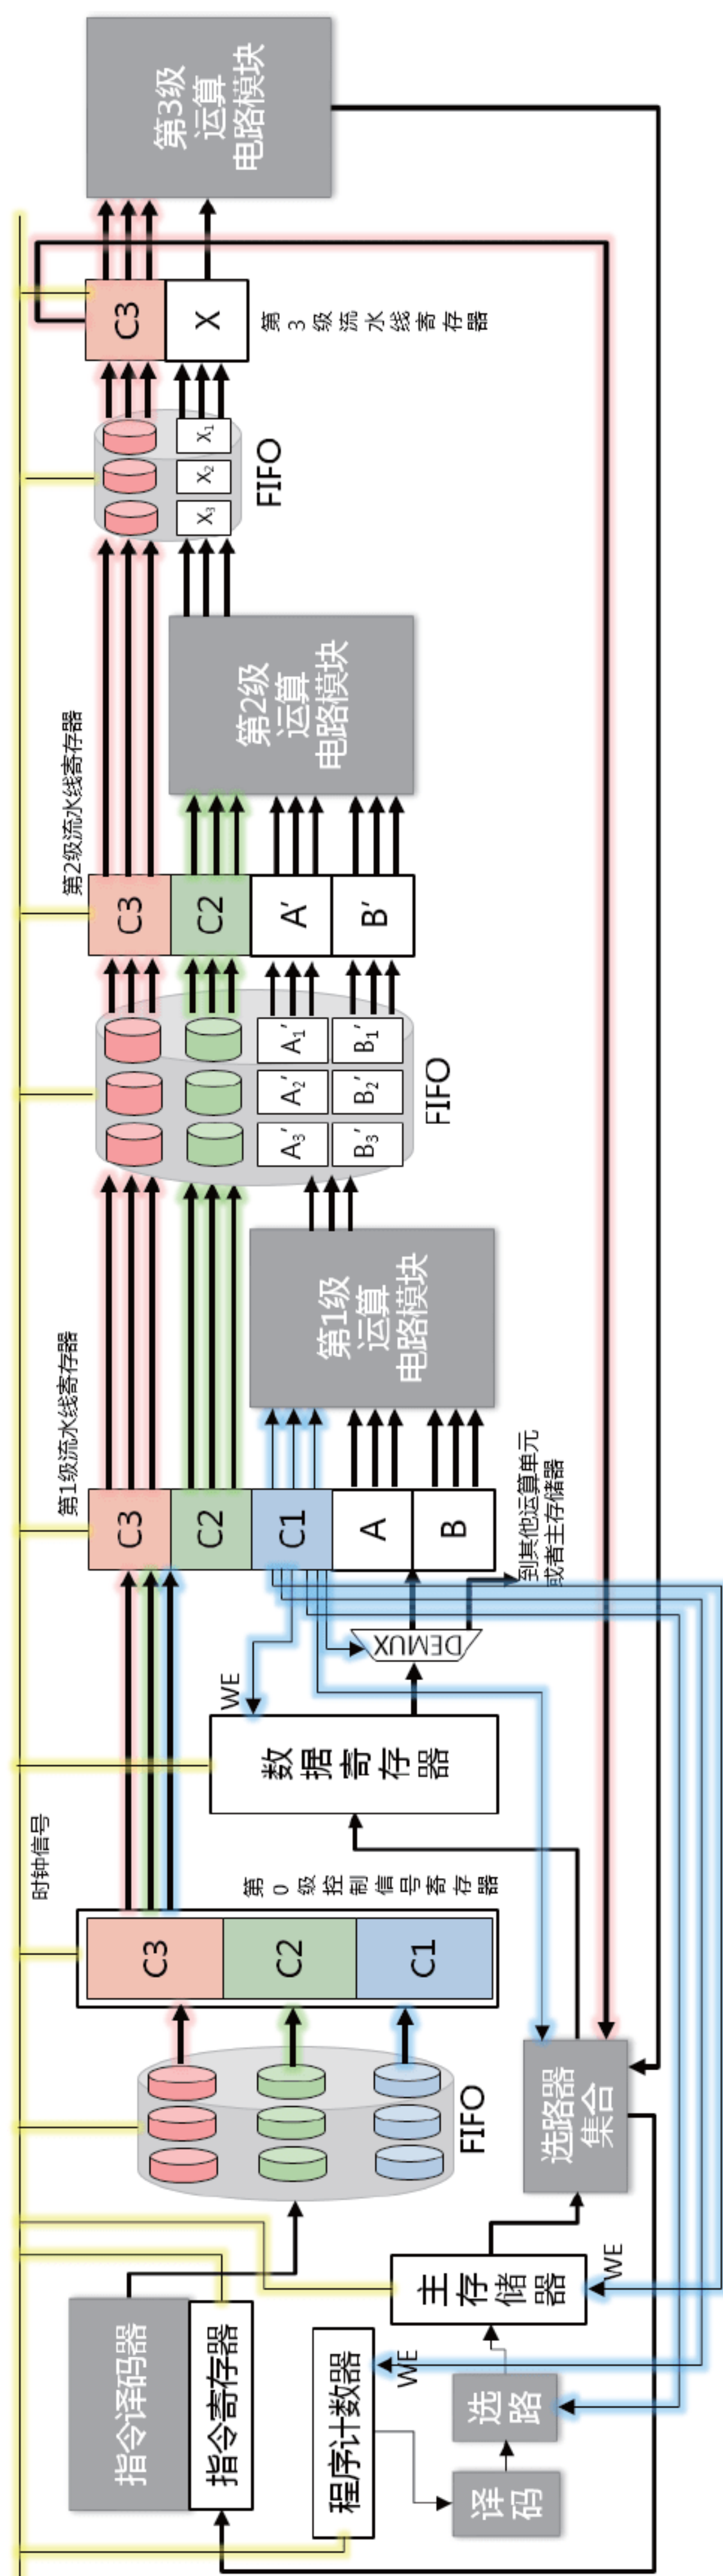 第3级
运算
电路模块
C3
X
第3级流水线寄存器
X₁
X₂
X₃
FIFO
第2级
运算
电路模块
第2级流水线寄存器
C3
C2
A′
B′
A₁′
B₁′
A₂′
B₂′
A₃′
B₃′
FIFO
第1级
运算
电路模块
第1级流水线寄存器
C3
C2
C1
A
B
到其他运算单元
或者主存储器
DEMUX
WE
数据寄存器
时钟信号
第0级控制信号寄存器
C3
C2
C1
FIFO
选路器
集合
主存储器
WE
指令译码器
指令寄存器
程序计数器
WE
选路
译码